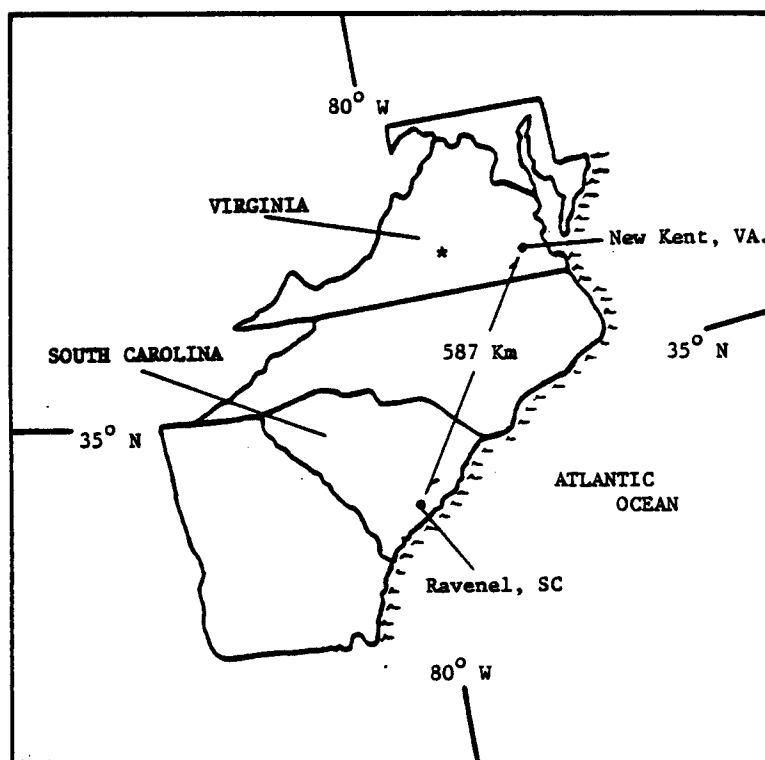 80° W
VIRGINIA
*
New Kent, VA.
587 Km
35° N
SOUTH CAROLINA
35° N
ATLANTIC
OCEAN
Ravenel, SC
80° W